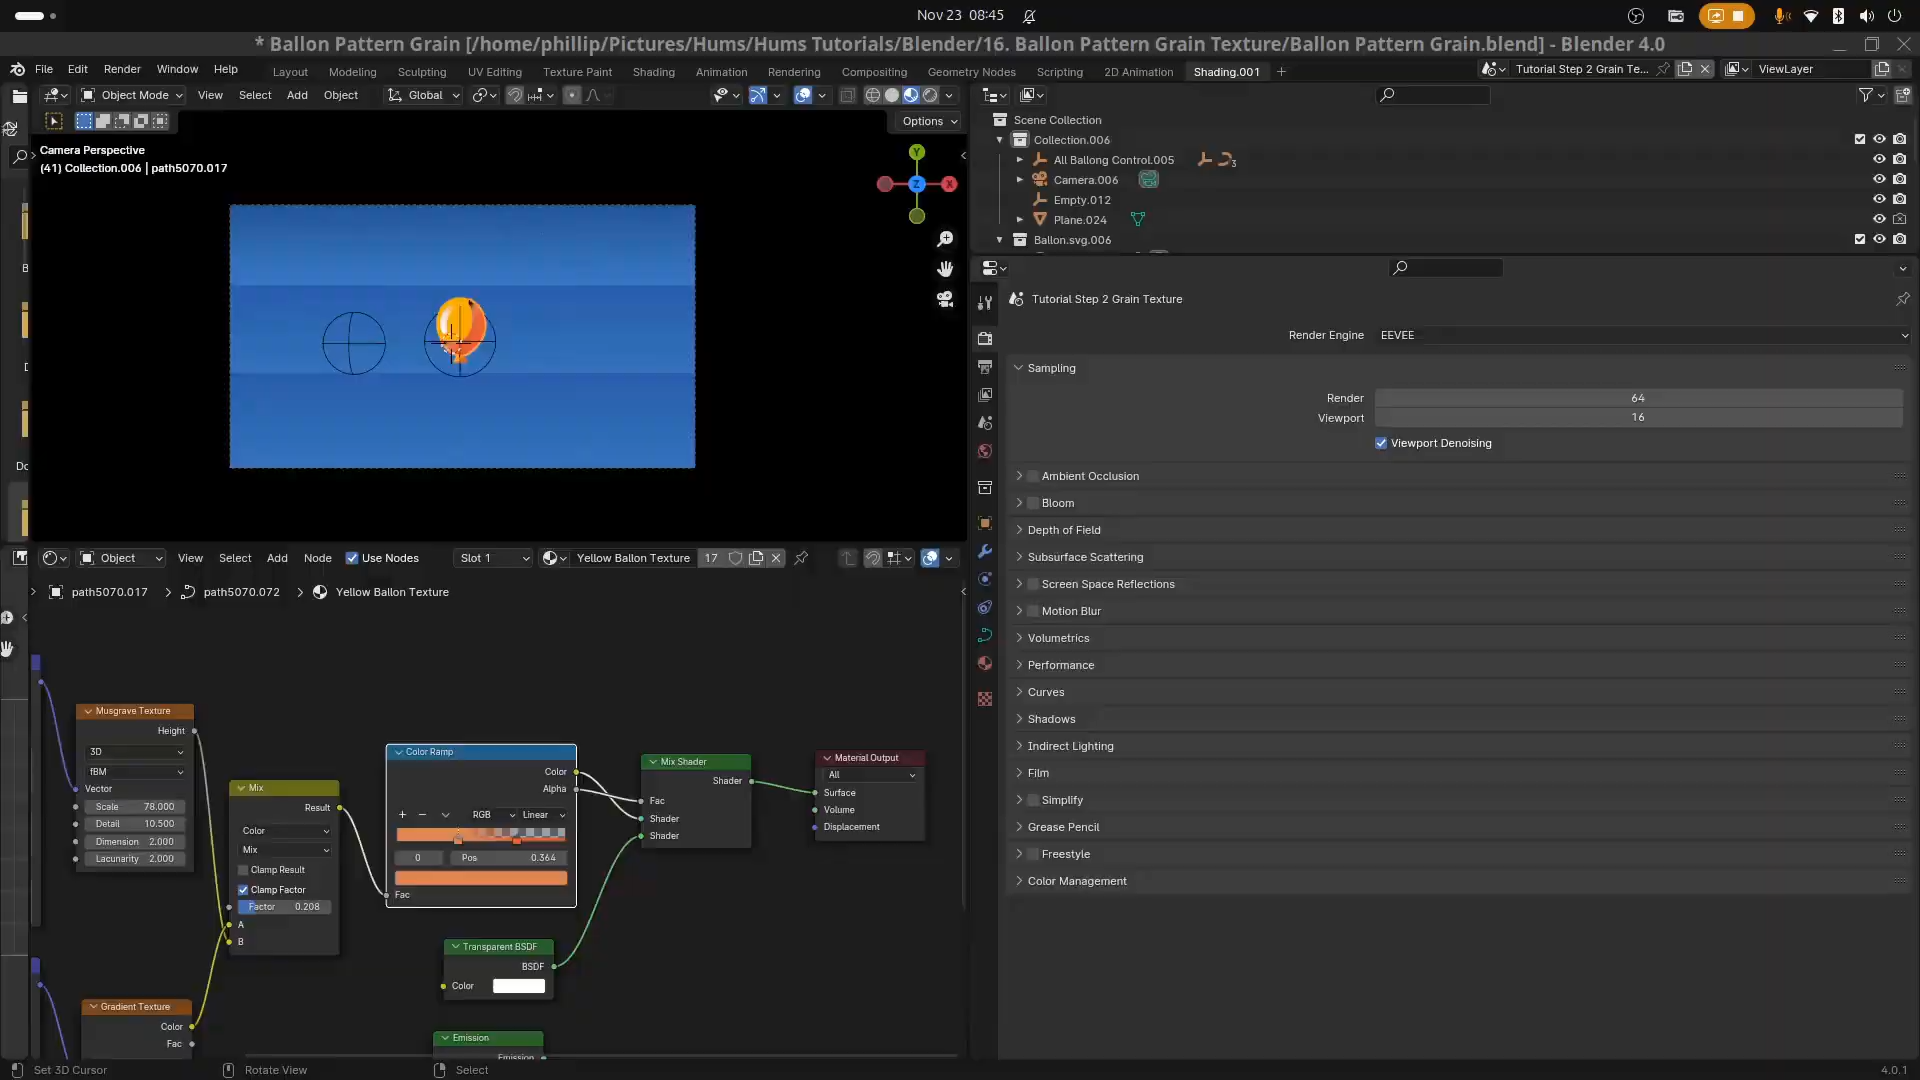 Nov 23 08:45
* Ballon Pattern Grain [/home/phillip/Pictures/Hums/Hums Tutorials/Blender/16. Ballon Pattern Grain Texture/Ballon Pattern Grain.blend] - Blender 4.0
File Edit Render Window Help Layout Modeling Sculpting UV Editing Texture Paint Shading Animation Rendering Compositing Geometry Nodes Scripting 2D Animation Shading.001 + Tutorial Step 2 Grain Te... ViewLayer
Object Mode View Select Add Object Global
Options
Camera Perspective
(41) Collection.006 | path5070.017
Y
Z X
Scene Collection
Collection.006
All Ballong Control.005 3
Camera.006
Empty.012
Plane.024
Ballon.svg.006
Tutorial Step 2 Grain Texture
Render Engine EEVEE
Sampling
Render 64
Viewport 16
Viewport Denoising
Ambient Occlusion
Bloom
Depth of Field
Subsurface Scattering
Screen Space Reflections
Motion Blur
Volumetrics
Performance
Curves
Shadows
Indirect Lighting
Film
Simplify
Grease Pencil
Freestyle
Color Management
Object View Select Add Node Use Nodes Slot 1 Yellow Ballon Texture 17
path5070.017 > path5070.072 > Yellow Ballon Texture
Musgrave Texture
Height
3D
fBM
Vector
Scale 78.000
Detail 10.500
Dimension 2.000
Lacunarity 2.000
Mix
Result
Color
Mix
Clamp Result
Clamp Factor
Factor 0.208
A
B
Color Ramp
Color
Alpha
+ − RGB Linear
0 Pos 0.364
Fac
Mix Shader
Shader
Fac
Shader
Shader
Material Output
All
Surface
Volume
Displacement
Transparent BSDF
BSDF
Color
Gradient Texture
Color
Fac
Emission
Emission
Set 3D Cursor Rotate View Select 4.0.1